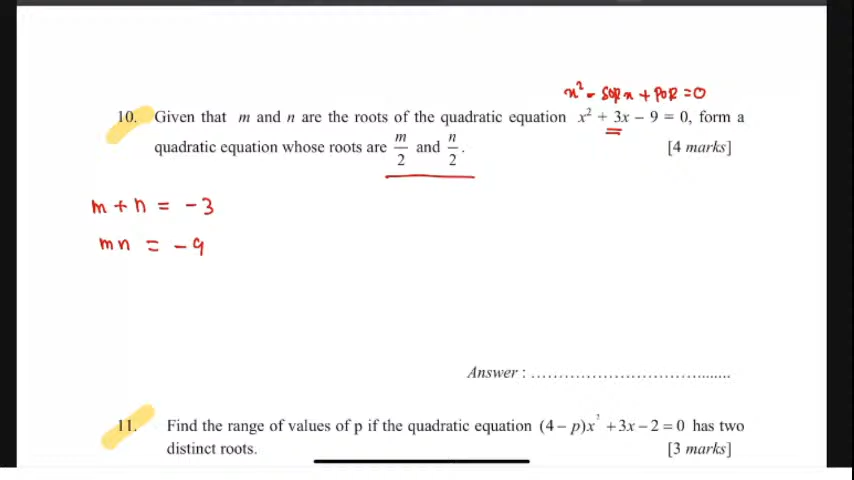 x² - SOR x + POR = 0
10. Given that m and n are the roots of the quadratic equation x² + 3x − 9 = 0, form a
quadratic equation whose roots are m/2 and n/2. [4 marks]
m + n = -3
mn = -9
Answer : ........................................
11. Find the range of values of p if the quadratic equation (4 − p)x² + 3x − 2 = 0 has two
distinct roots. [3 marks]